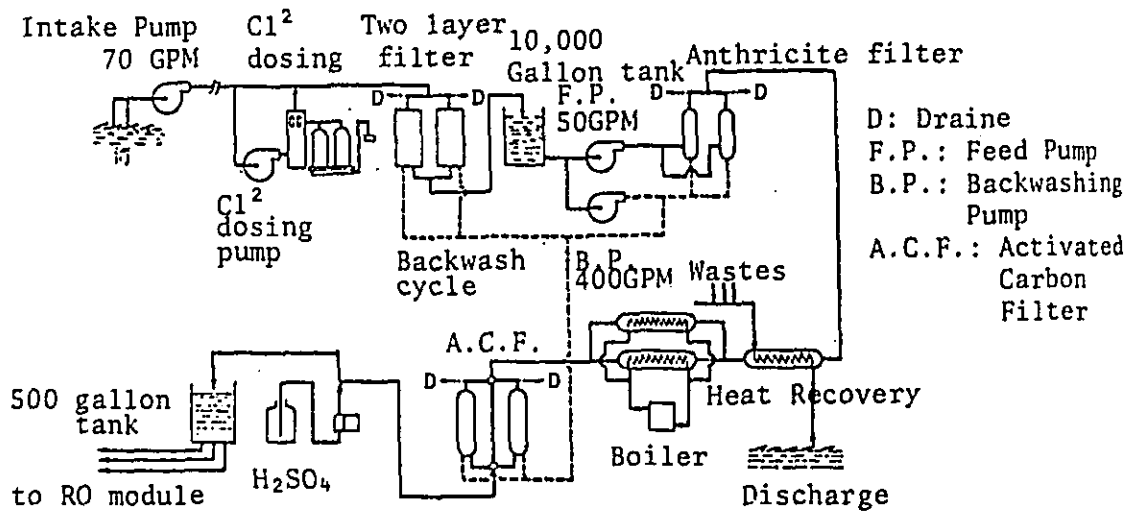 Intake Pump
70 GPM
Cl²
dosing
Two layer
filter
10,000
Gallon tank
F.P.
50GPM
Anthricite filter
D
D
D
D
D: Draine
F.P.: Feed Pump
B.P.: Backwashing
Pump
A.C.F.: Activated
Carbon
Filter
Cl²
dosing
pump
Backwash
cycle
B.P.
400GPM
Wastes
A.C.F.
D
D
Heat Recovery
Boiler
Discharge
500 gallon
tank
H₂SO₄
to RO module